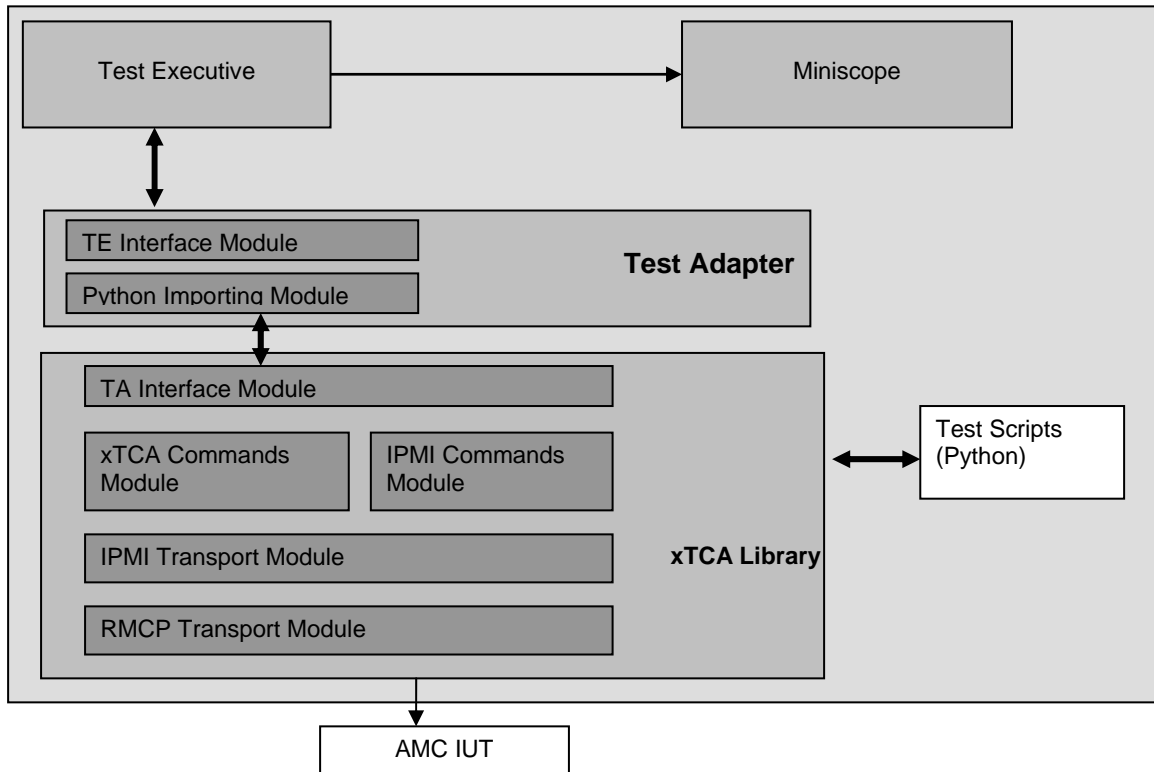 Test Executive
Miniscope
TE Interface Module
Python Importing Module
Test Adapter
TA Interface Module
xTCA Commands
Module
IPMI Commands
Module
IPMI Transport Module
RMCP Transport Module
xTCA Library
Test Scripts
(Python)
AMC IUT